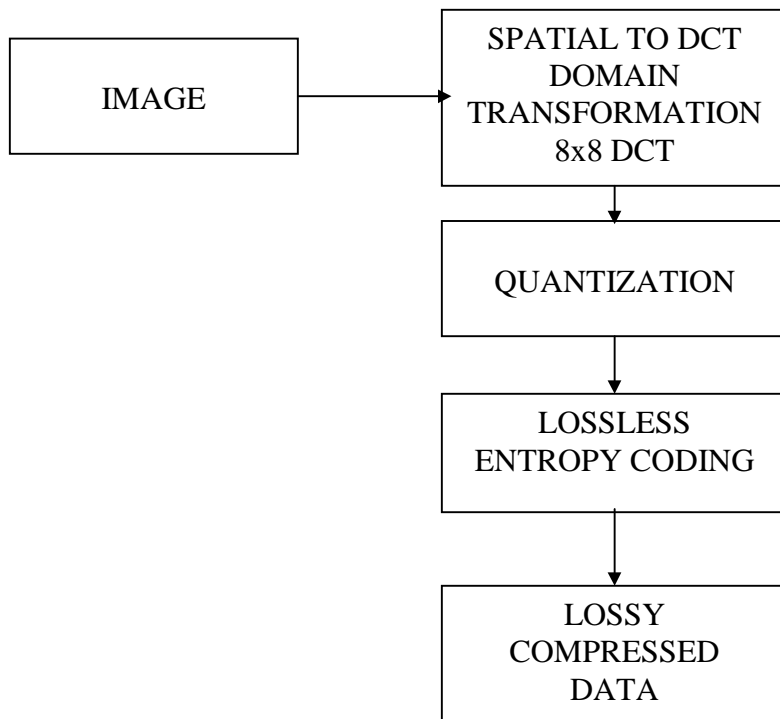 IMAGE
SPATIAL TO DCT
DOMAIN
TRANSFORMATION
8x8 DCT
QUANTIZATION
LOSSLESS
ENTROPY CODING
LOSSY
COMPRESSED
DATA